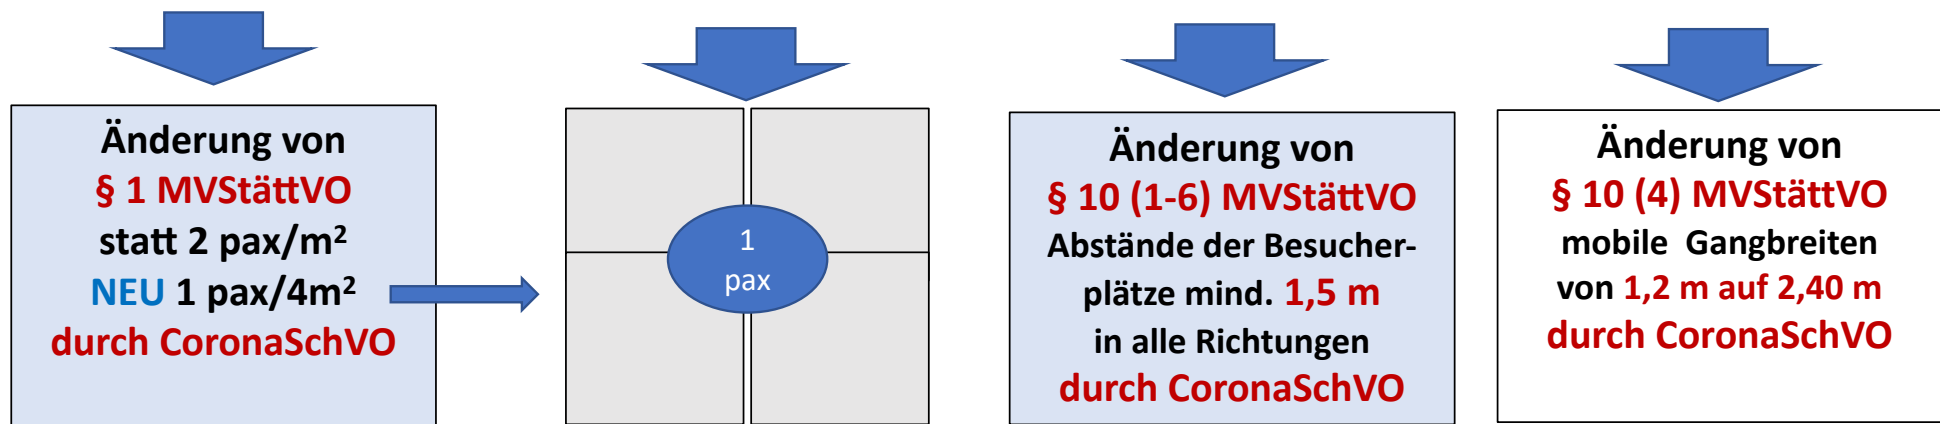 Änderung von
§ 1 MVStättVO
statt 2 pax/m²
NEU 1 pax/4m²
durch CoronaSchVO
1
pax
Änderung von
§ 10 (1-6) MVStättVO
Abstände der Besucher-
plätze mind. 1,5 m
in alle Richtungen
durch CoronaSchVO
Änderung von
§ 10 (4) MVStättVO
mobile Gangbreiten
von 1,2 m auf 2,40 m
durch CoronaSchVO